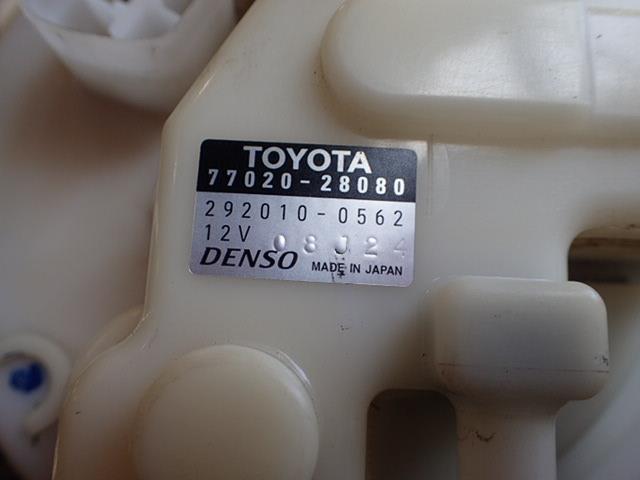 TOYOTA
77020-28080
292010-0562
12V 08J24
DENSO MADE IN JAPAN